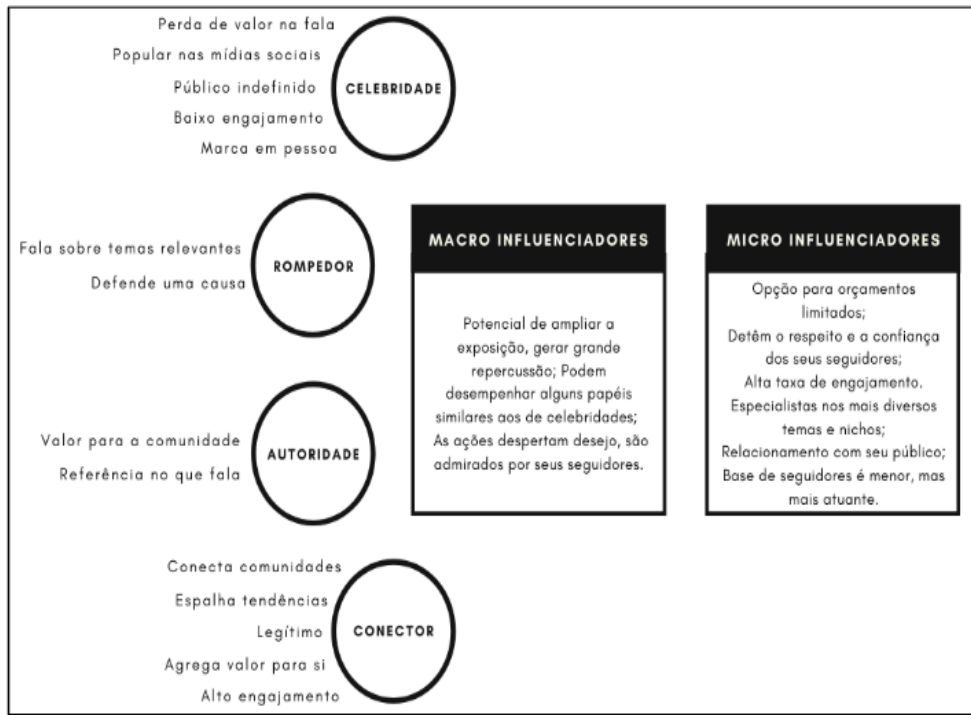 Perda de valor na fala
Popular nas mídias sociais
Público indefinido
Baixo engajamento
Marca em pessoa
CELEBRIDADE
Fala sobre temas relevantes
Defende uma causa
ROMPEDOR
Valor para a comunidade
Referência no que fala
AUTORIDADE
Conecta comunidades
Espalha tendências
Legítimo
Agrega valor para si
Alto engajamento
CONECTOR
MACRO INFLUENCIADORES
Potencial de ampliar a
exposição, gerar grande
repercussão; Podem
desempenhar alguns papéis
similares aos de celebridades;
As ações despertam desejo, são
admirados por seus seguidores.
MICRO INFLUENCIADORES
Opção para orçamentos
limitados;
Detêm o respeito e a confiança
dos seus seguidores;
Alta taxa de engajamento.
Especialistas nos mais diversos
temas e nichos;
Relacionamento com seu público;
Base de seguidores é menor, mas
mais atuante.